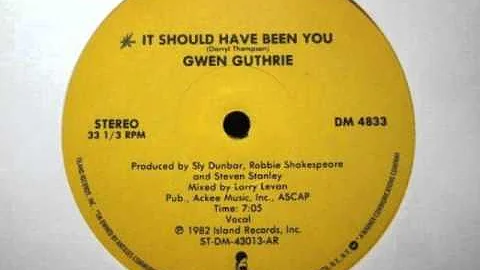 IT SHOULD HAVE BEEN YOU
(Darryl Thompson)
GWEN GUTHRIE
STEREO
33 1/3 RPM
DM 4833
Produced by Sly Dunbar, Robbie Shakespeare
and Steven Stanley
Mixed by Larry Levan
Pub., Ackee Music, Inc., ASCAP
Time: 7:05
Vocal
℗ 1982 Island Records, Inc.
ST-DM-43013-AR